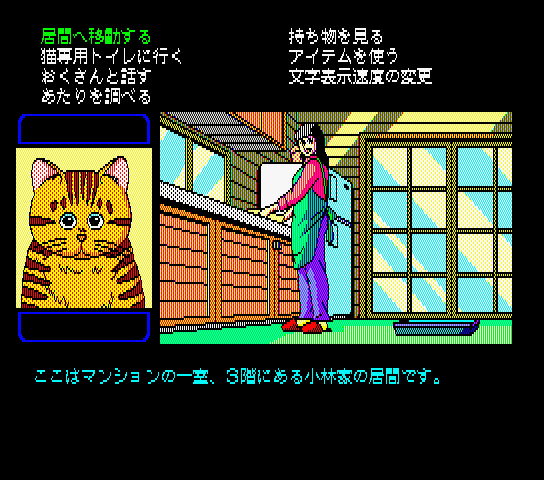 居間へ移動する
猫専用トイレに行く
おくさんと話す
あたりを調べる
持ち物を見る
アイテムを使う
文字表示速度の変更
ここはマンションの一室、3階にある小林家の居間です。